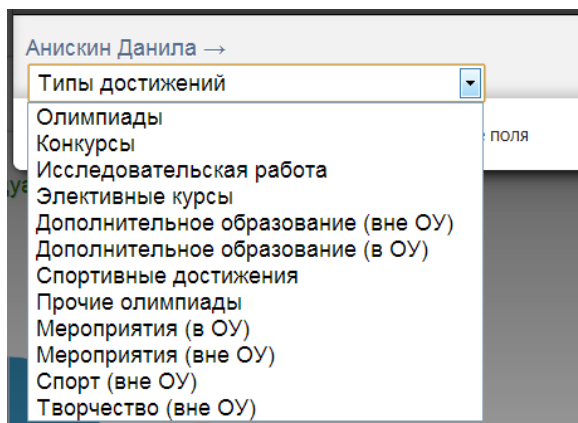 Анискин Данила →
Типы достижений
Олимпиады
Конкурсы
поля
Исследовательская работа
Элективные курсы
Дополнительное образование (вне ОУ)
Дополнительное образование (в ОУ)
Спортивные достижения
Прочие олимпиады
Мероприятия (в ОУ)
Мероприятия (вне ОУ)
Спорт (вне ОУ)
Творчество (вне ОУ)